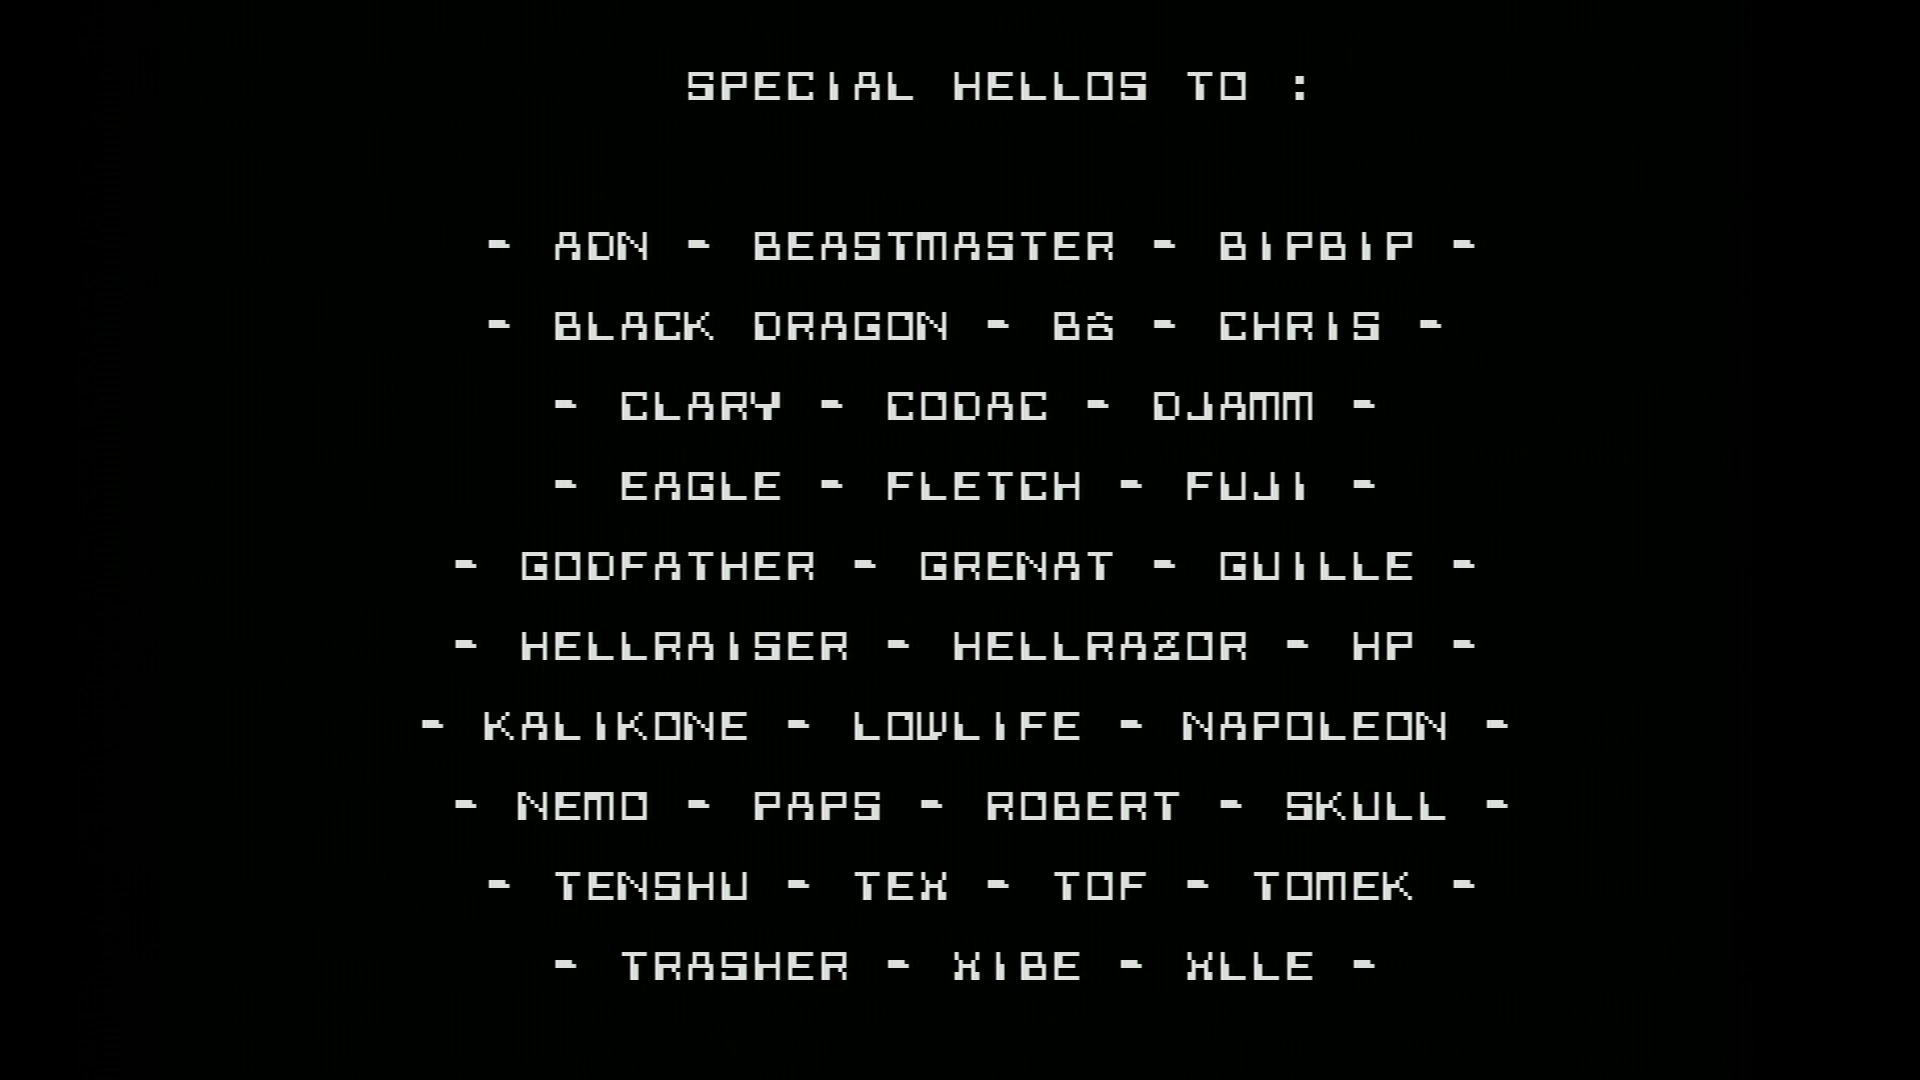 SPECIAL HELLOS TO :
- ADN - BEASTMASTER - BIPBIP -
- BLACK DRAGON - B8 - CHRIS -
- CLARY - CODAC - DJAMM -
- EAGLE - FLETCH - FUJI -
- GODFATHER - GRENAT - GUILLE -
- HELLRAISER - HELLRAZOR - HP -
- KALIKONE - LOWLIFE - NAPOLEON -
- NEMO - PAPS - ROBERT - SKULL -
- TENSHU - TEX - TOF - TOMEK -
- TRASHER - XIBE - XLLE -